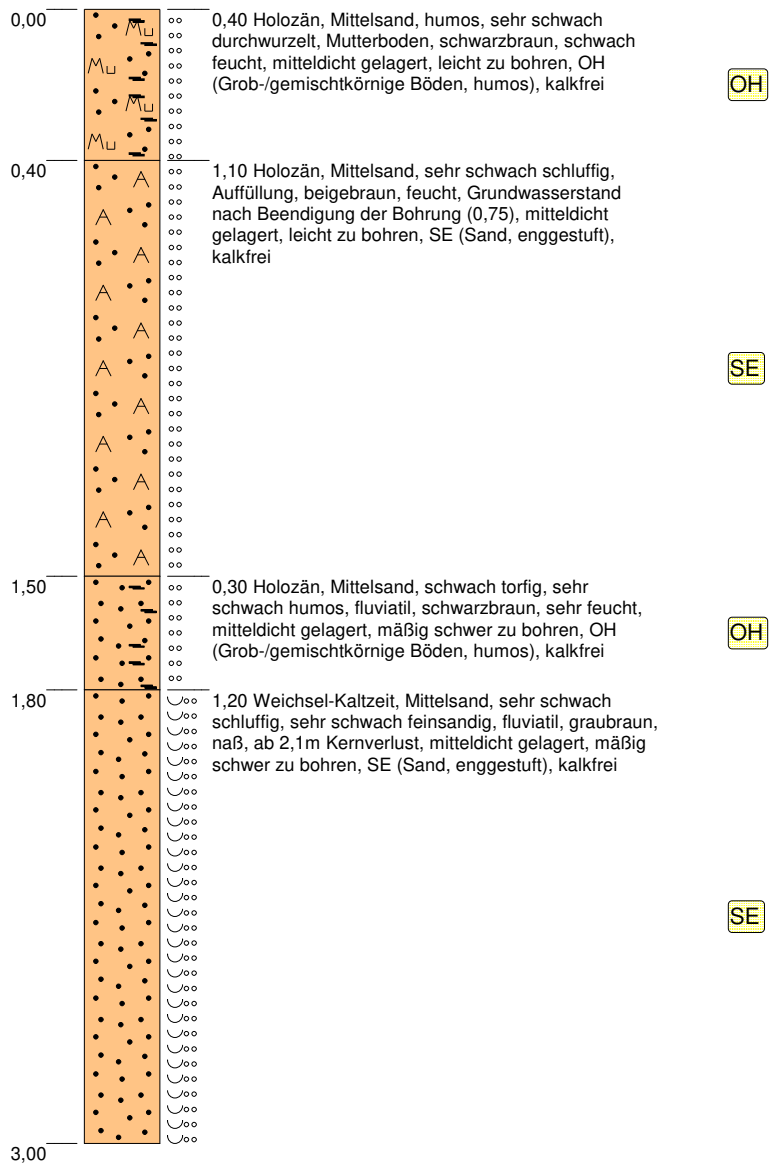 0,00
0,40 Holozän, Mittelsand, humos, sehr schwach
durchwurzelt, Mutterboden, schwarzbraun, schwach
feucht, mitteldicht gelagert, leicht zu bohren, OH
(Grob-/gemischtkörnige Böden, humos), kalkfrei
OH
Mu
Mu
Mu
Mu
0,40
1,10 Holozän, Mittelsand, sehr schwach schluffig,
Auffüllung, beigebraun, feucht, Grundwasserstand
nach Beendigung der Bohrung (0,75), mitteldicht
gelagert, leicht zu bohren, SE (Sand, enggestuft),
kalkfrei
SE
A
A
A
A
A
A
A
A
A
A
A
1,50
0,30 Holozän, Mittelsand, schwach torfig, sehr
schwach humos, fluviatil, schwarzbraun, sehr feucht,
mitteldicht gelagert, mäßig schwer zu bohren, OH
(Grob-/gemischtkörnige Böden, humos), kalkfrei
OH
1,80
1,20 Weichsel-Kaltzeit, Mittelsand, sehr schwach
schluffig, sehr schwach feinsandig, fluviatil, graubraun,
naß, ab 2,1m Kernverlust, mitteldicht gelagert, mäßig
schwer zu bohren, SE (Sand, enggestuft), kalkfrei
SE
3,00